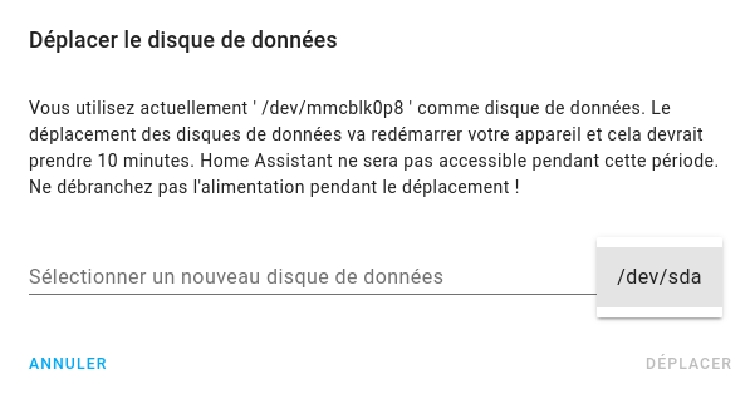 Déplacer le disque de données
Vous utilisez actuellement ' /dev/mmcblk0p8 ' comme disque de données. Le
déplacement des disques de données va redémarrer votre appareil et cela devrait
prendre 10 minutes. Home Assistant ne sera pas accessible pendant cette période.
Ne débranchez pas l'alimentation pendant le déplacement !
Sélectionner un nouveau disque de données
/dev/sda
ANNULER
DÉPLACER